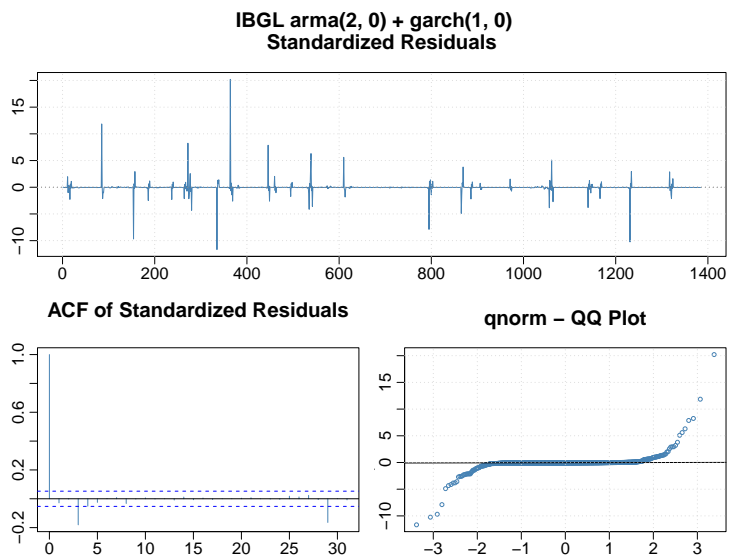 IBGL arma(2, 0) + garch(1, 0)
Standardized Residuals
15
5
0
−10
0 200 400 600 800 1000 1200 1400
ACF of Standardized Residuals
1.0
0.6
0.2
−0.2
0 5 10 15 20 25 30
qnorm − QQ Plot
15
5
0
−10
−3 −2 −1 0 1 2 3